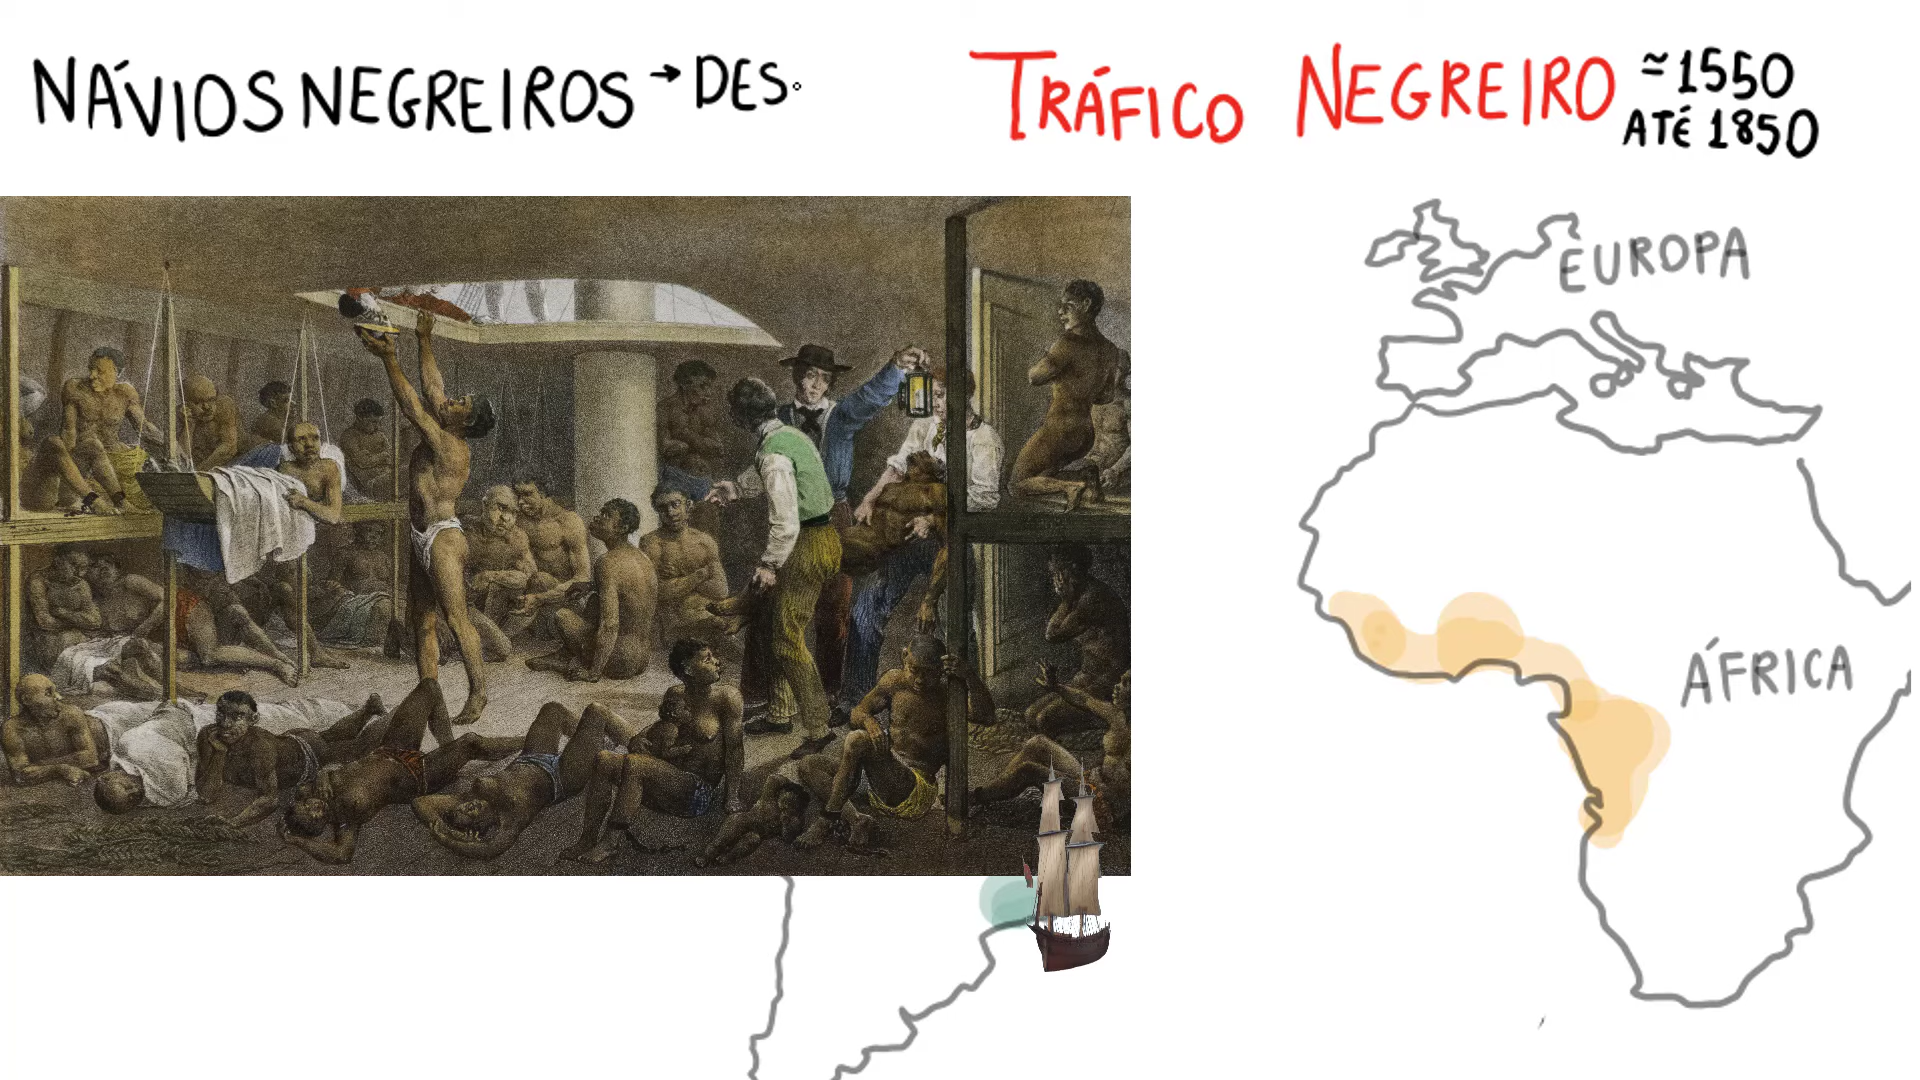 NÁVIOS NEGREIROS → DES
TRÁFICO NEGREIRO ≃1550
ATÉ 1850
EUROPA
ÁFRICA